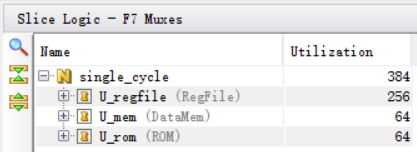 Slice Logic - F7 Muxes
Name Utilization
single_cycle 384
U_regfile (RegFile) 256
U_mem (DataMem) 64
U_rom (ROM) 64